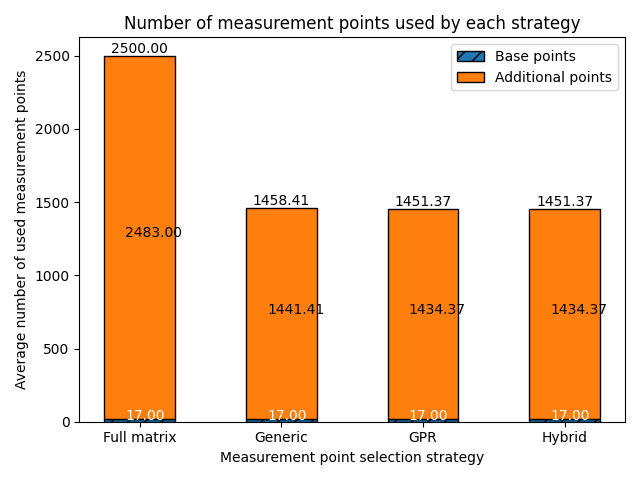 Number of measurement points used by each strategy
Average number of used measurement points
2500
2000
1500
1000
500
0
Base points
Additional points
2500.00
1458.41
1451.37
1451.37
2483.00
1441.41
1434.37
1434.37
17.00
17.00
17.00
17.00
Full matrix
Generic
GPR
Hybrid
Measurement point selection strategy